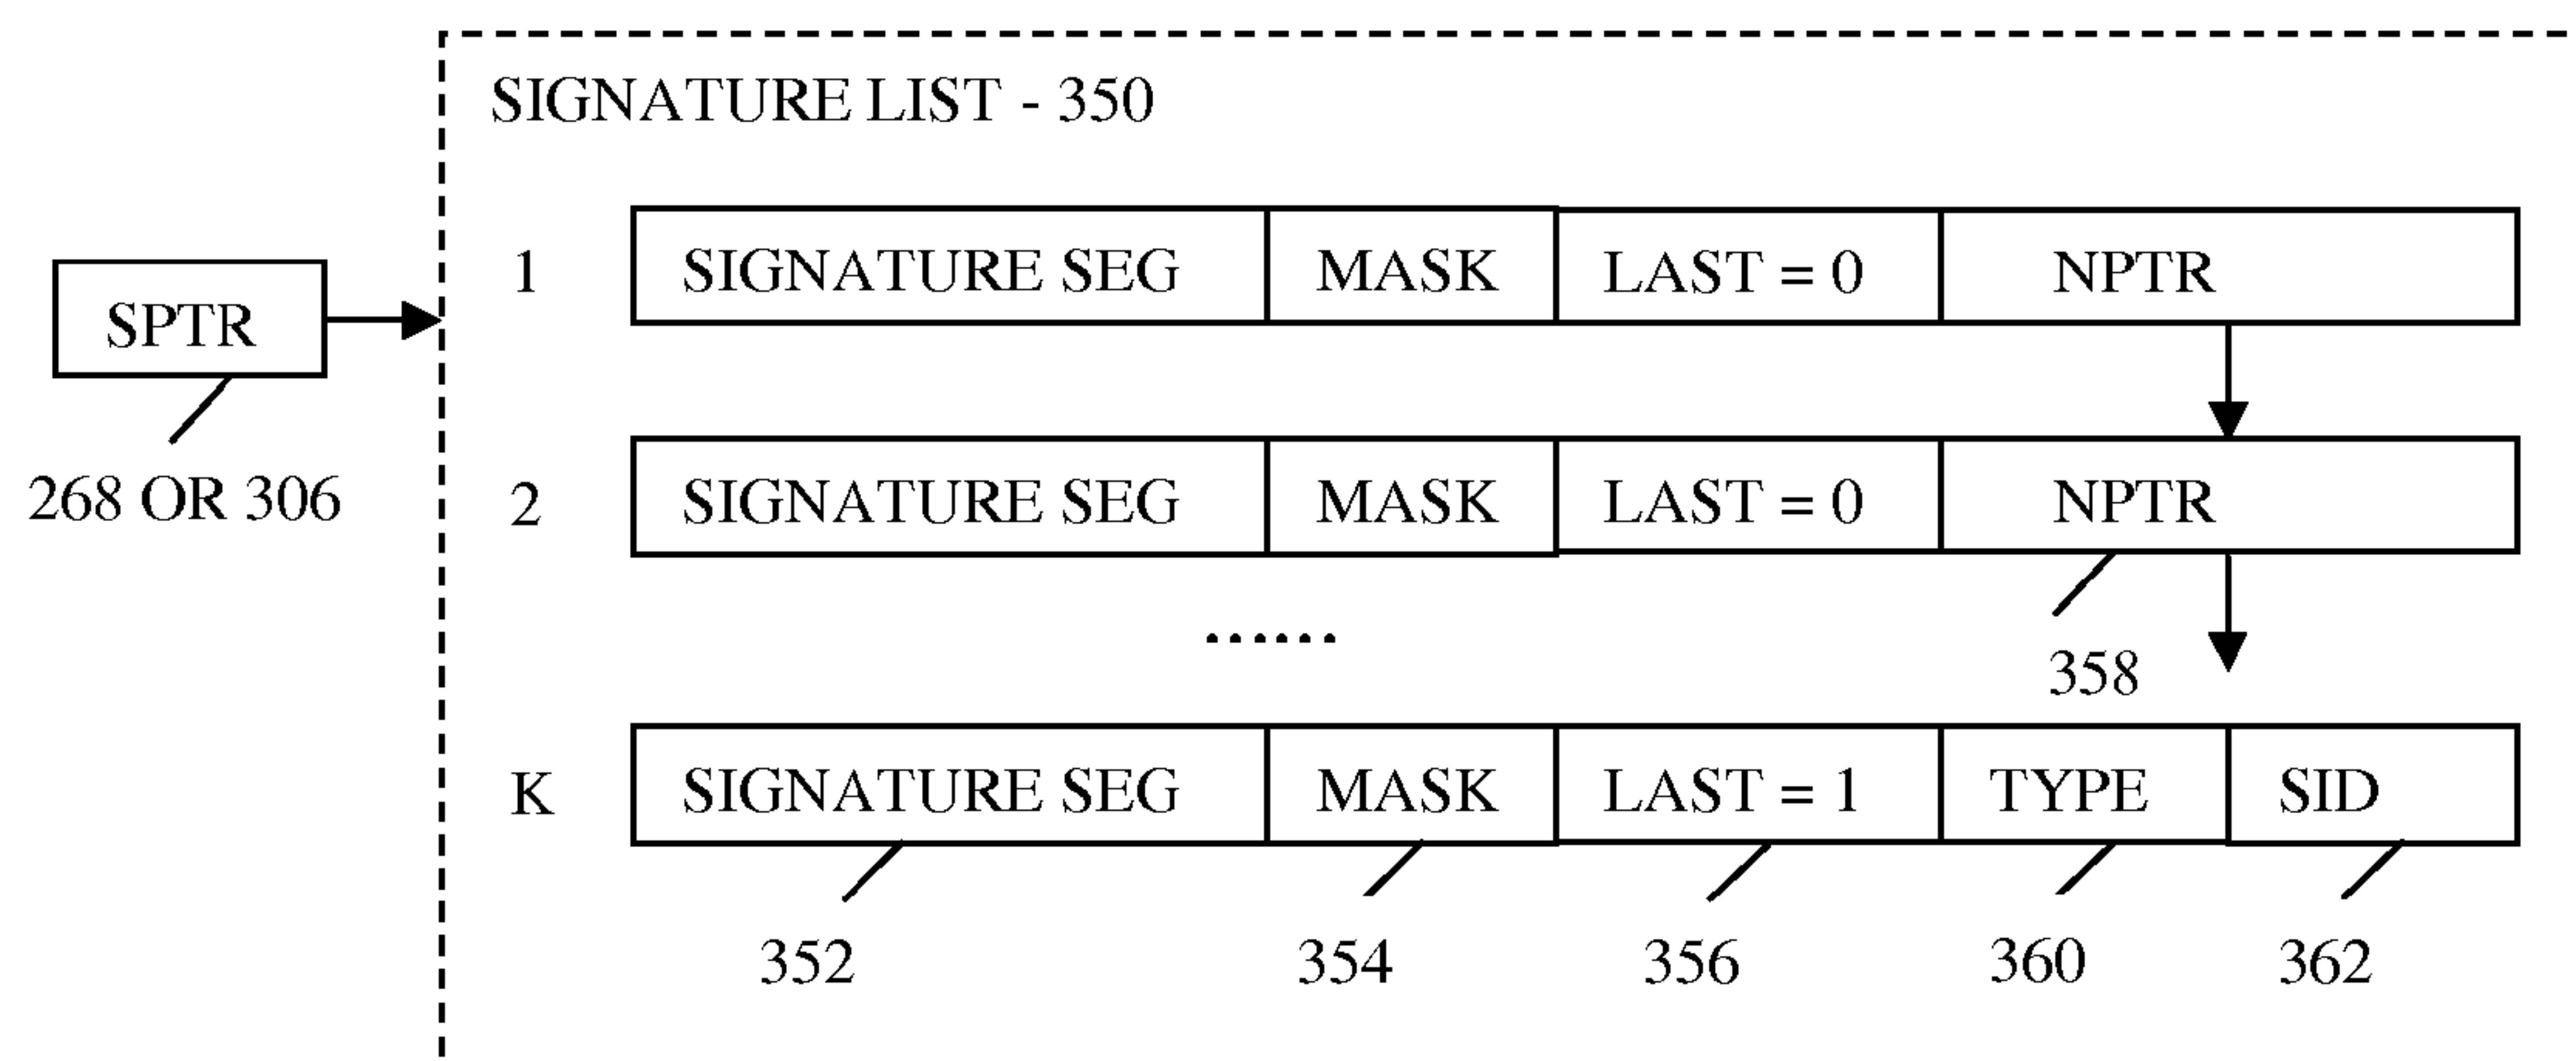 SIGNATURE LIST - 350
1 SIGNATURE SEG MASK LAST = 0 NPTR
SPTR
268 OR 306
2 SIGNATURE SEG MASK LAST = 0 NPTR
......
358
K SIGNATURE SEG MASK LAST = 1 TYPE SID
352 354 356 360 362